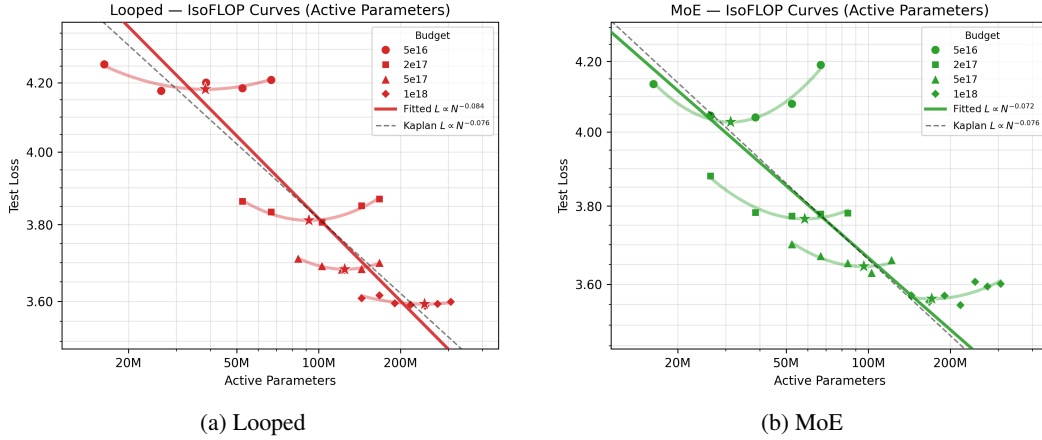 Looped — IsoFLOP Curves (Active Parameters)
Test Loss
4.20
4.00
3.80
3.60
20M
50M
100M
200M
Active Parameters
Budget
5e16
2e17
5e17
1e18
Fitted L ∝ N^{-0.084}
Kaplan L ∝ N^{-0.076}
(a) Looped
MoE — IsoFLOP Curves (Active Parameters)
Test Loss
4.20
4.00
3.80
3.60
20M
50M
100M
200M
Active Parameters
Budget
5e16
2e17
5e17
1e18
Fitted L ∝ N^{-0.072}
Kaplan L ∝ N^{-0.076}
(b) MoE